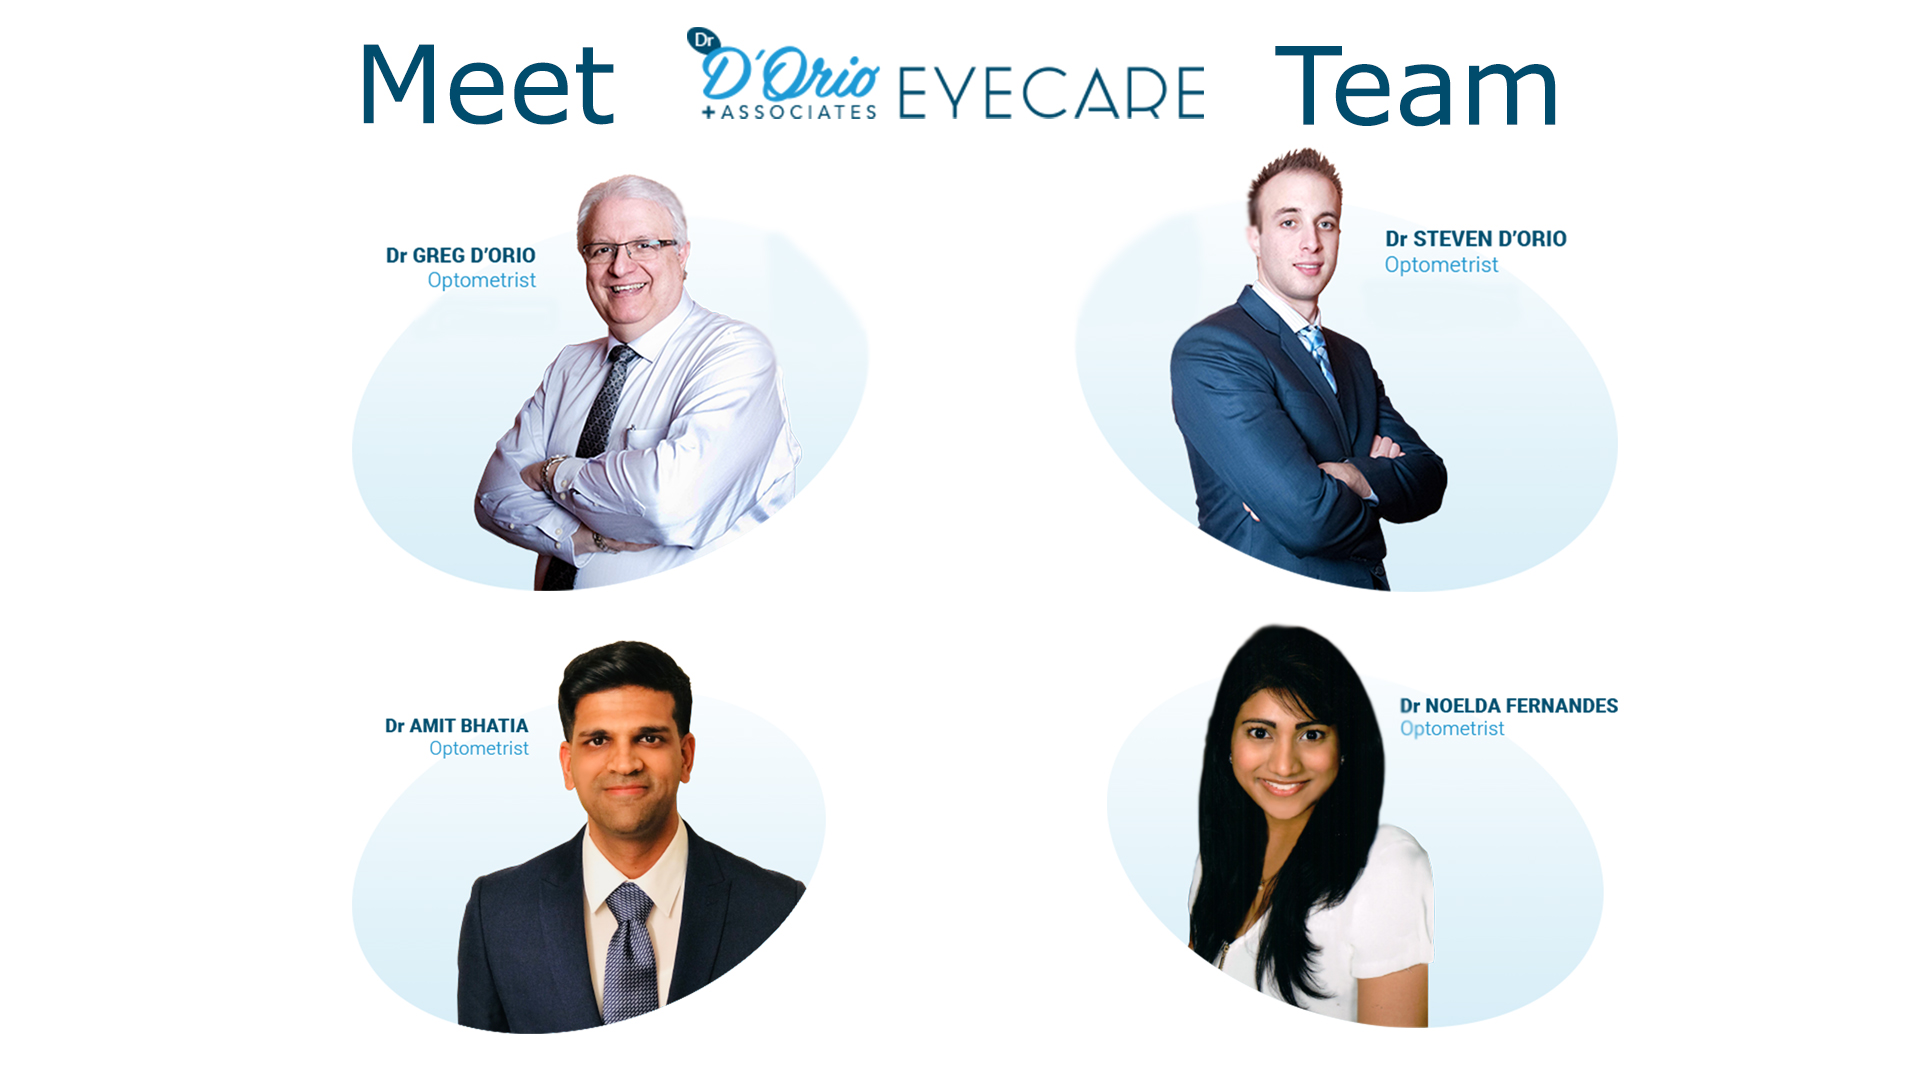 Meet Dr D'Orio + ASSOCIATES EYECARE Team
Dr GREG D'ORIO
Optometrist
Dr STEVEN D'ORIO
Optometrist
Dr AMIT BHATIA
Optometrist
Dr NOELDA FERNANDES
Optometrist